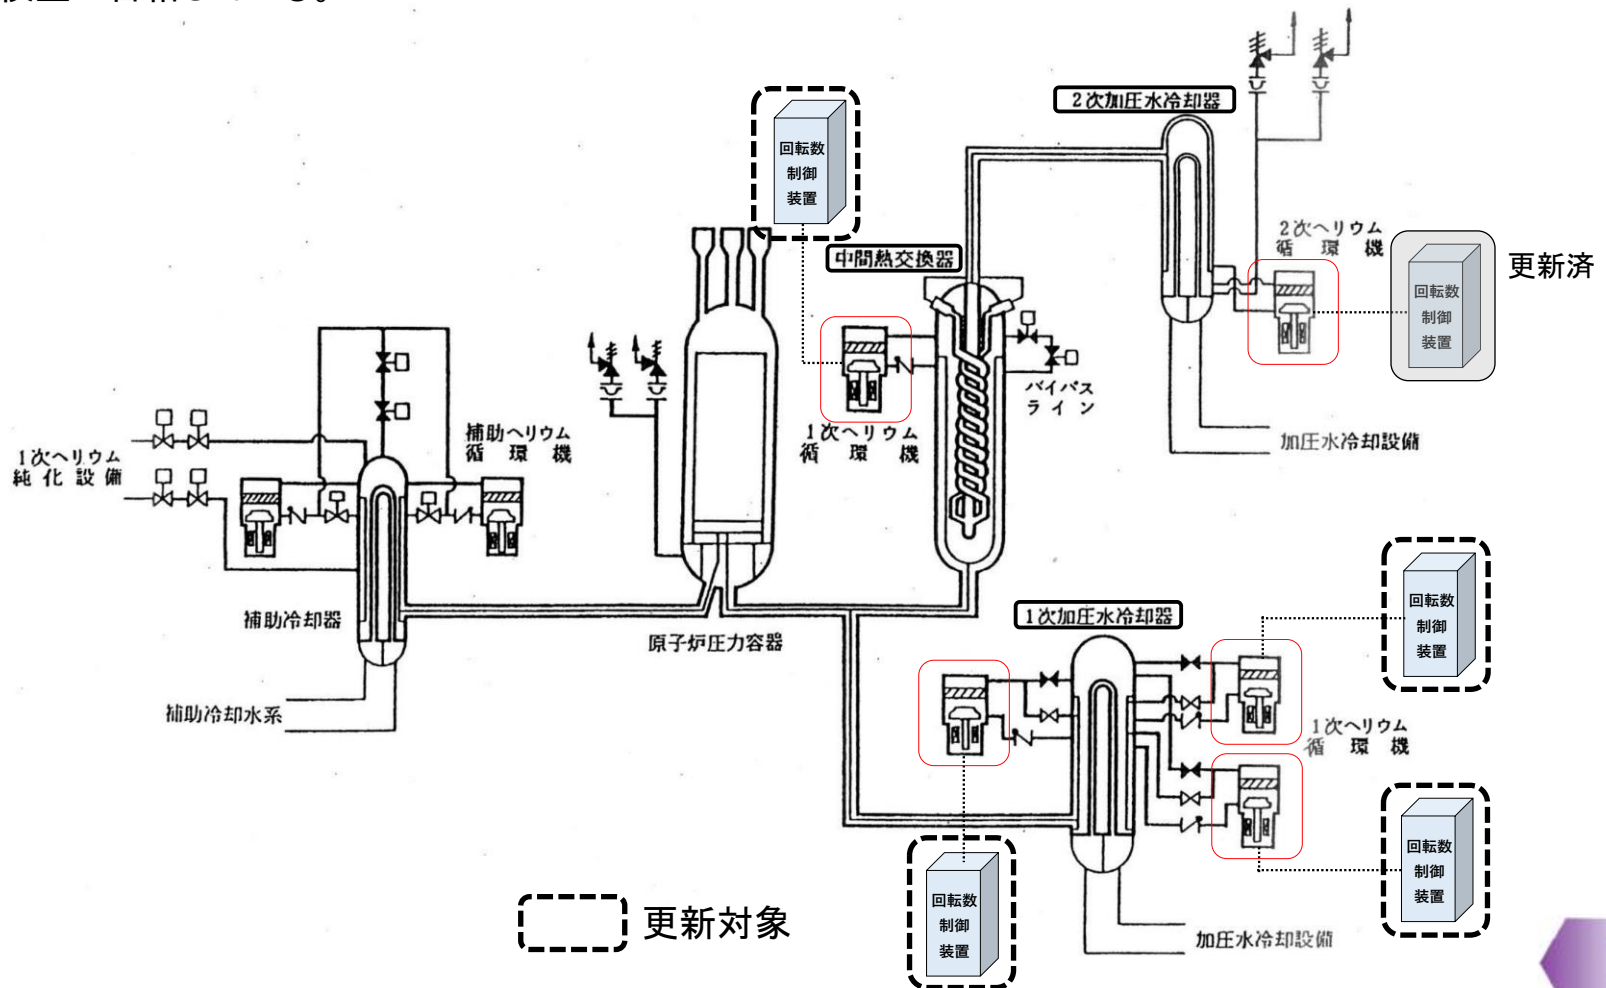 2次加圧水冷却器
回転数
制御
装置
2次ヘリウム
循環機
中間熱交換器
更新済
回転数
制御
装置
バイパス
ライン
1次ヘリウム
循環機
補助ヘリウム
循環機
加圧水冷却設備
1次ヘリウム
純化設備
回転数
制御
装置
補助冷却器
1次加圧水冷却器
原子炉圧力容器
補助冷却水系
1次ヘリウム
循環機
回転数
制御
装置
回転数
制御
装置
更新対象
加圧水冷却設備